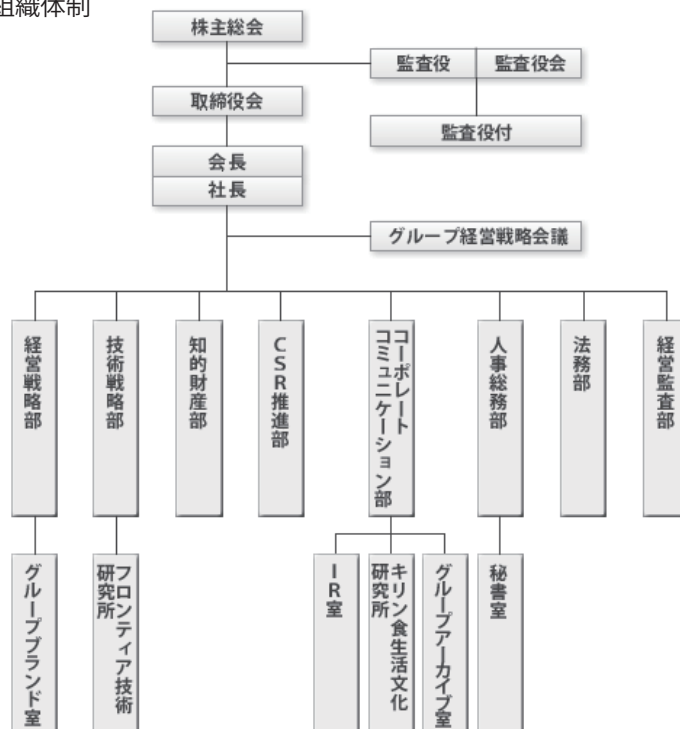 組織体制
株主総会
監査役
監査役会
取締役会
監査役付
会長
社長
グループ経営戦略会議
経営戦略部
技術戦略部
知的財産部
CSR推進部
コーポレート
コミュニケーション部
人事総務部
法務部
経営監査部
グループブランド室
フロンティア技術
研究所
IR室
キリン食生活文化
研究所
グループアーカイブ室
秘書室